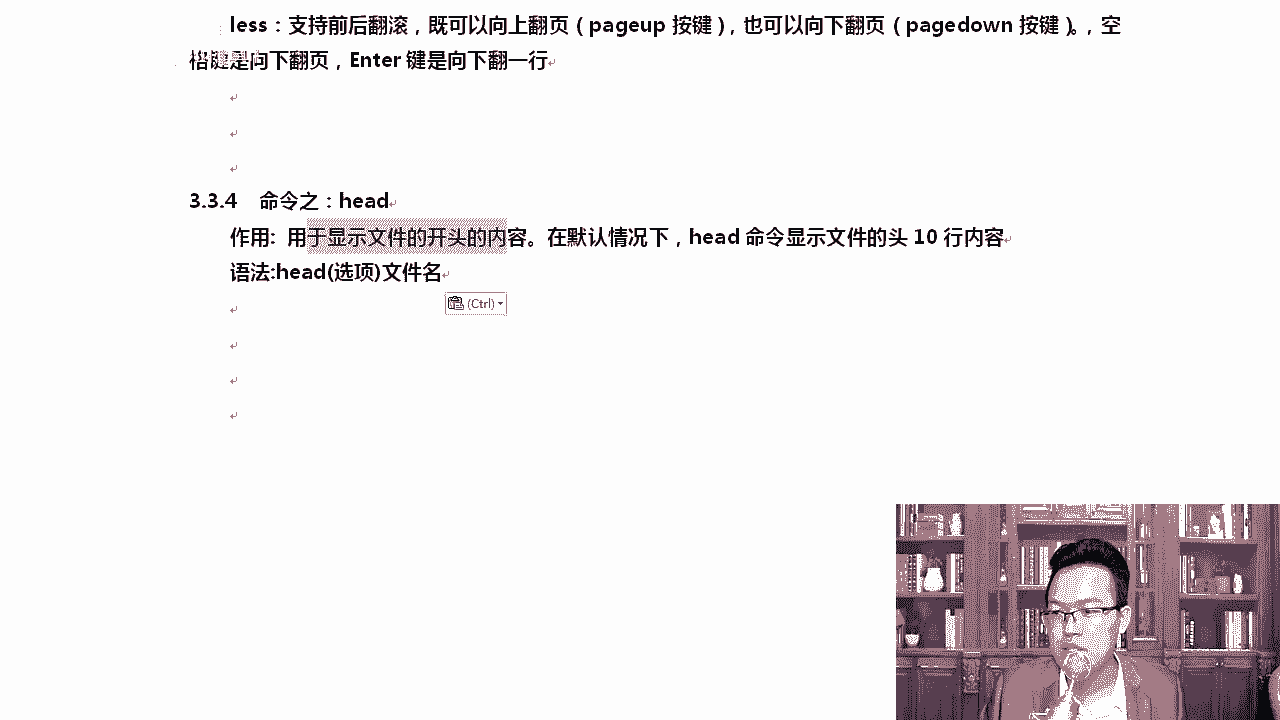 less：支持前后翻滚，既可以向上翻页（pageup 按键），也可以向下翻页（pagedown 按键）。，空
格键是向下翻页，Enter 键是向下翻一行
3.3.4 命令之：head
作用: 用于显示文件的开头的内容。在默认情况下，head 命令显示文件的头 10 行内容
语法:head(选项)文件名
(Ctrl)